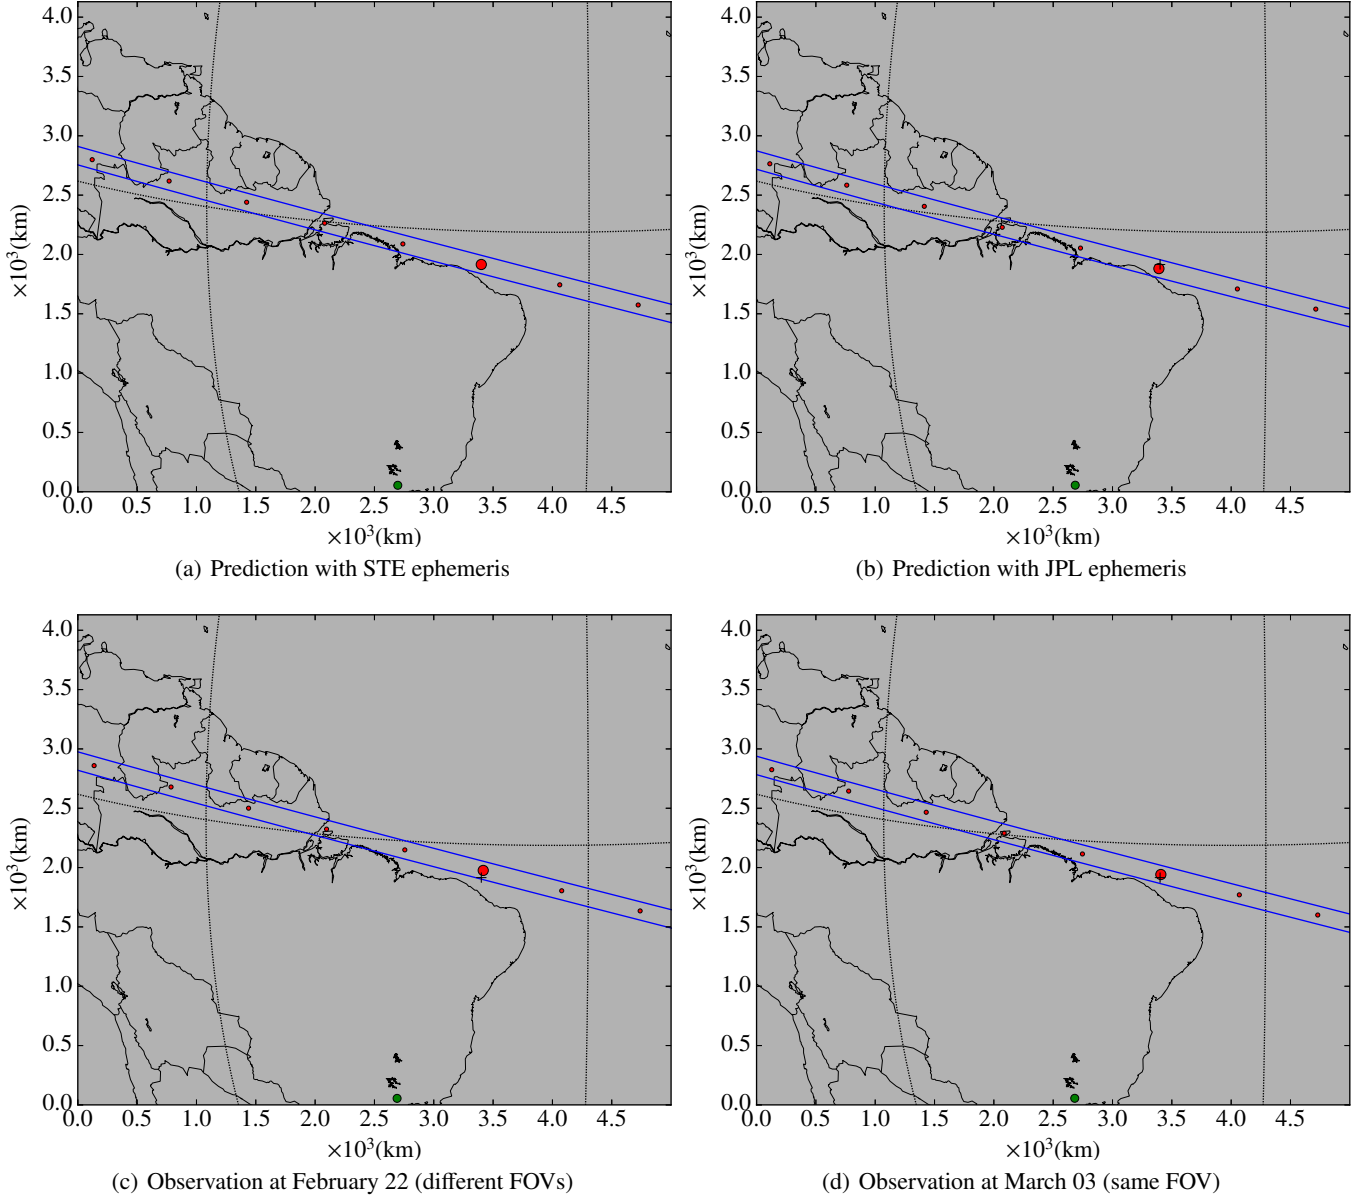 4.0
3.5
3.0
2.5
2.0
1.5
1.0
0.5
0.0
×10³(km)
0.0 0.5 1.0 1.5 2.0 2.5 3.0 3.5 4.0 4.5
×10³(km)
(a) Prediction with STE ephemeris
4.0
3.5
3.0
2.5
2.0
1.5
1.0
0.5
0.0
×10³(km)
0.0 0.5 1.0 1.5 2.0 2.5 3.0 3.5 4.0 4.5
×10³(km)
(b) Prediction with JPL ephemeris
4.0
3.5
3.0
2.5
2.0
1.5
1.0
0.5
0.0
×10³(km)
0.0 0.5 1.0 1.5 2.0 2.5 3.0 3.5 4.0 4.5
×10³(km)
(c) Observation at February 22 (different FOVs)
4.0
3.5
3.0
2.5
2.0
1.5
1.0
0.5
0.0
×10³(km)
0.0 0.5 1.0 1.5 2.0 2.5 3.0 3.5 4.0 4.5
×10³(km)
(d) Observation at March 03 (same FOV)